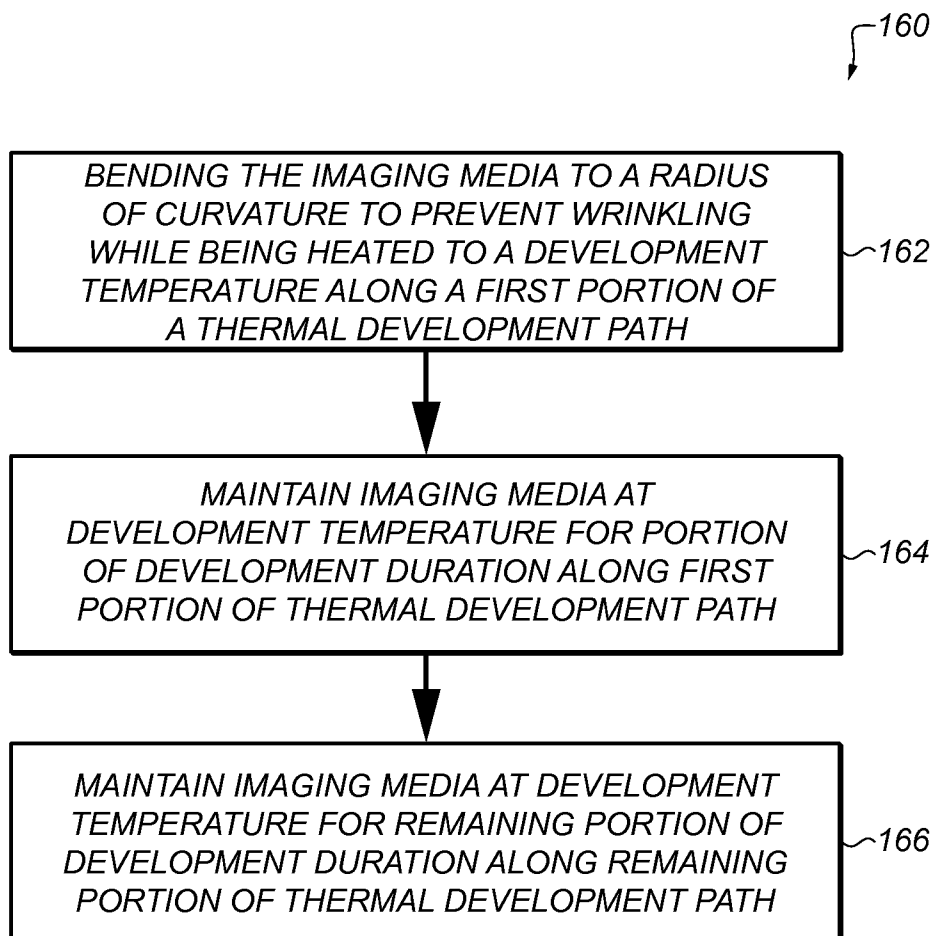 160
BENDING THE IMAGING MEDIA TO A RADIUS
OF CURVATURE TO PREVENT WRINKLING
WHILE BEING HEATED TO A DEVELOPMENT
TEMPERATURE ALONG A FIRST PORTION OF
A THERMAL DEVELOPMENT PATH
162
MAINTAIN IMAGING MEDIA AT
DEVELOPMENT TEMPERATURE FOR PORTION
OF DEVELOPMENT DURATION ALONG FIRST
PORTION OF THERMAL DEVELOPMENT PATH
164
MAINTAIN IMAGING MEDIA AT DEVELOPMENT
TEMPERATURE FOR REMAINING PORTION OF
DEVELOPMENT DURATION ALONG REMAINING
PORTION OF THERMAL DEVELOPMENT PATH
166